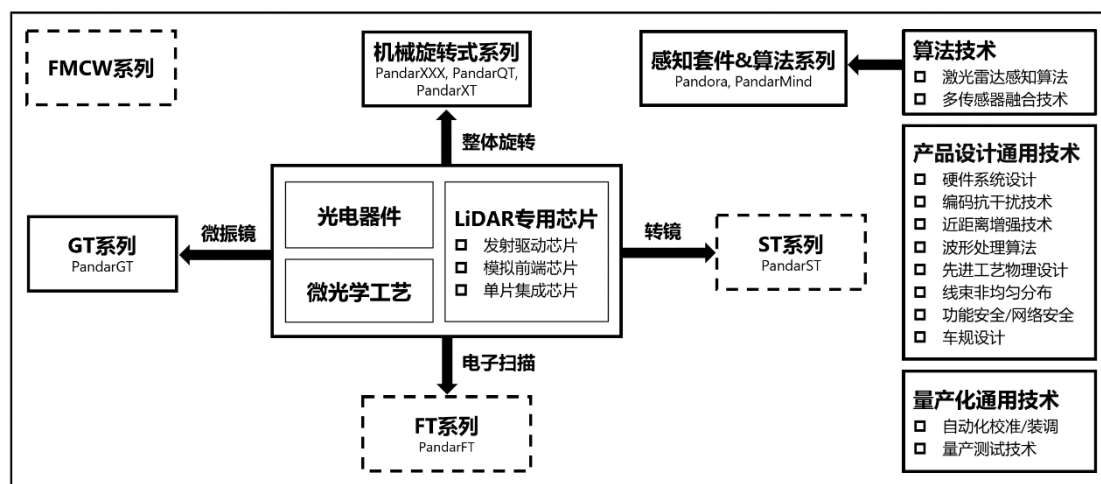 FMCW系列
机械旋转式系列
PandarXXX, PandarQT,
PandarXT
感知套件&算法系列
Pandora, PandarMind
算法技术
激光雷达感知算法
多传感器融合技术
整体旋转
产品设计通用技术
硬件系统设计
编码抗干扰技术
近距离增强技术
波形处理算法
先进工艺物理设计
线束非均匀分布
功能安全/网络安全
车规设计
光电器件
微光学工艺
LiDAR专用芯片
发射驱动芯片
模拟前端芯片
单片集成芯片
微振镜
GT系列
PandarGT
转镜
ST系列
PandarST
电子扫描
FT系列
PandarFT
量产化通用技术
自动化校准/装调
量产测试技术